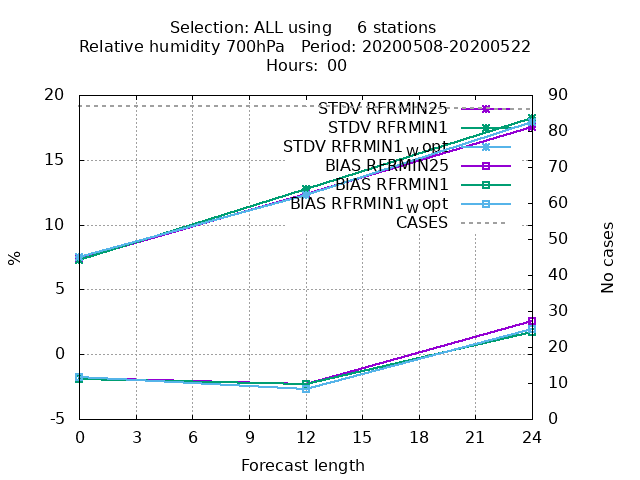 Selection: ALL using     6 stations
Relative humidity 700hPa   Period: 20200508-20200522
Hours: 00
20
15
10
5
0
-5
%
90
80
70
60
50
40
30
20
10
0
No cases
STDV RFRMIN25
STDV RFRMIN1
STDV RFRMIN1_w opt
BIAS RFRMIN25
BIAS RFRMIN1
BIAS RFRMIN1_w opt
CASES
0 3 6 9 12 15 18 21 24
Forecast length